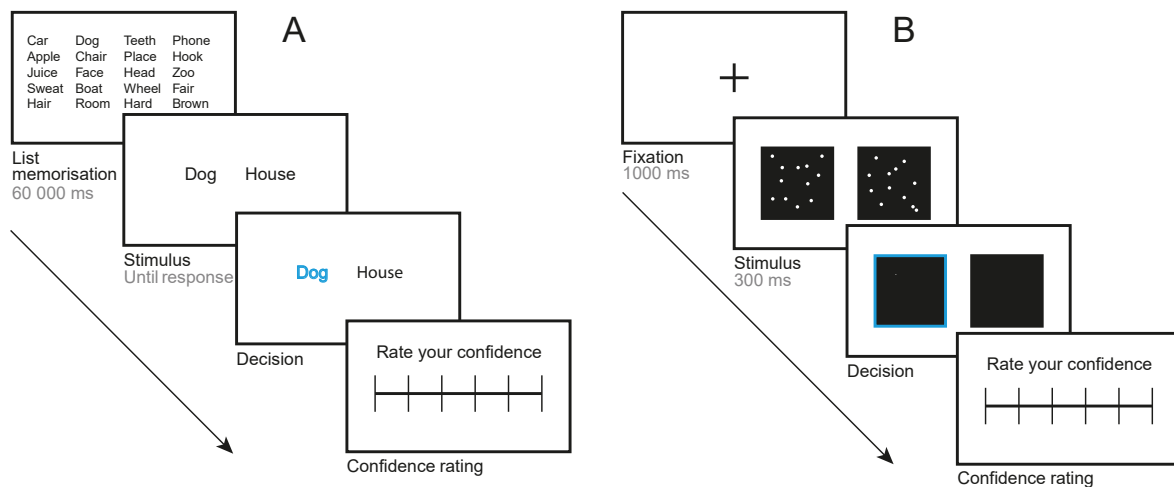 A
Car Dog Teeth Phone
Apple Chair Place Hook
Juice Face Head Zoo
Sweat Boat Wheel Fair
Hair Room Hard Brown
List
memorisation
60 000 ms
Dog House
Stimulus
Until response
Dog House
Decision
Rate your confidence
Confidence rating
B
Fixation
1000 ms
Stimulus
300 ms
Decision
Rate your confidence
Confidence rating